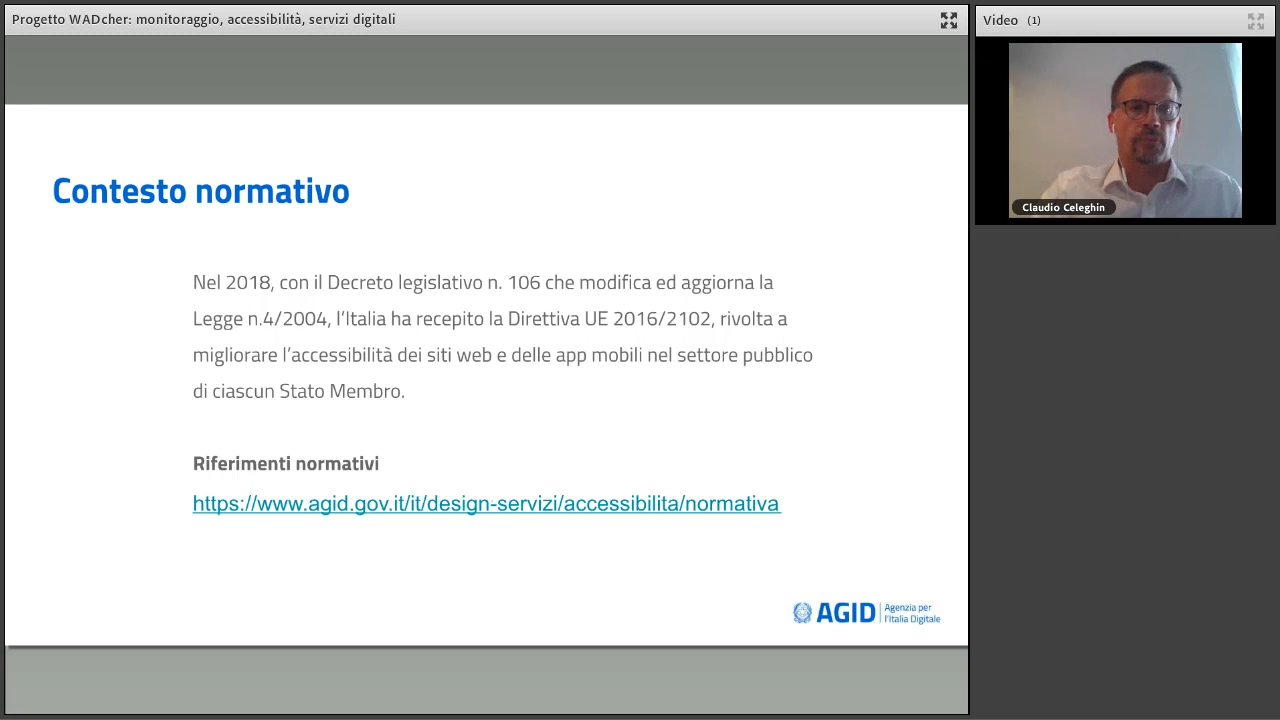 Progetto WADcher: monitoraggio, accessibilità, servizi digitali
Video (1)
Claudio Celeghin
Contesto normativo
Nel 2018, con il Decreto legislativo n. 106 che modifica ed aggiorna la
Legge n.4/2004, l’Italia ha recepito la Direttiva UE 2016/2102, rivolta a
migliorare l’accessibilità dei siti web e delle app mobili nel settore pubblico
di ciascun Stato Membro.
Riferimenti normativi
https://www.agid.gov.it/it/design-servizi/accessibilita/normativa
AGID
Agenzia per
l’Italia Digitale